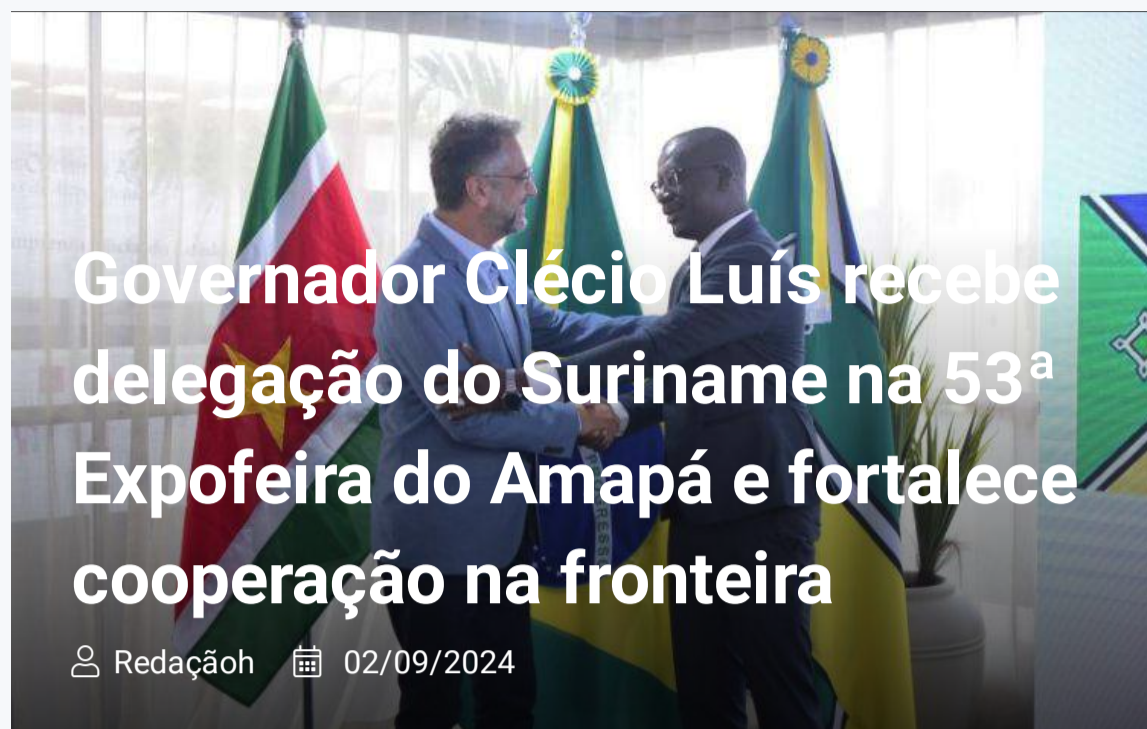 Governador Clécio Luís recebe
delegação do Suriname na 53ª
Expofeira do Amapá e fortalece
cooperação na fronteira
Redaçãoh 02/09/2024